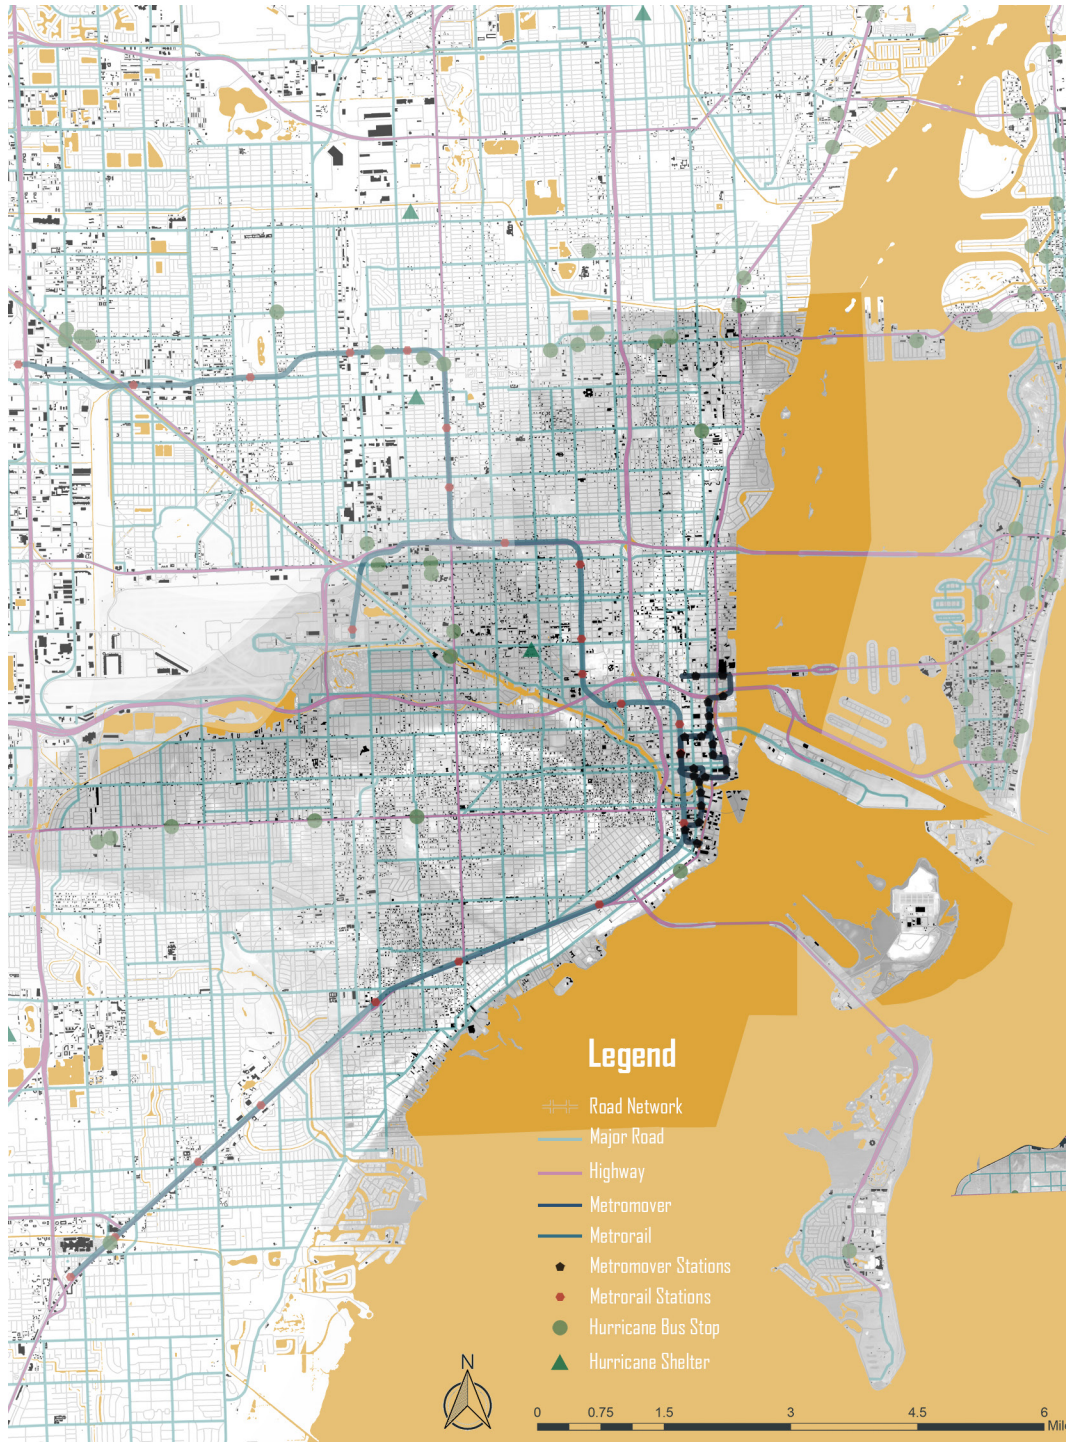 Legend
Road Network
Major Road
Highway
Metromover
Metrorail
Metromover Stations
Metrorail Stations
Hurricane Bus Stop
Hurricane Shelter
N
0 0.75 1.5 3 4.5 6
Mile